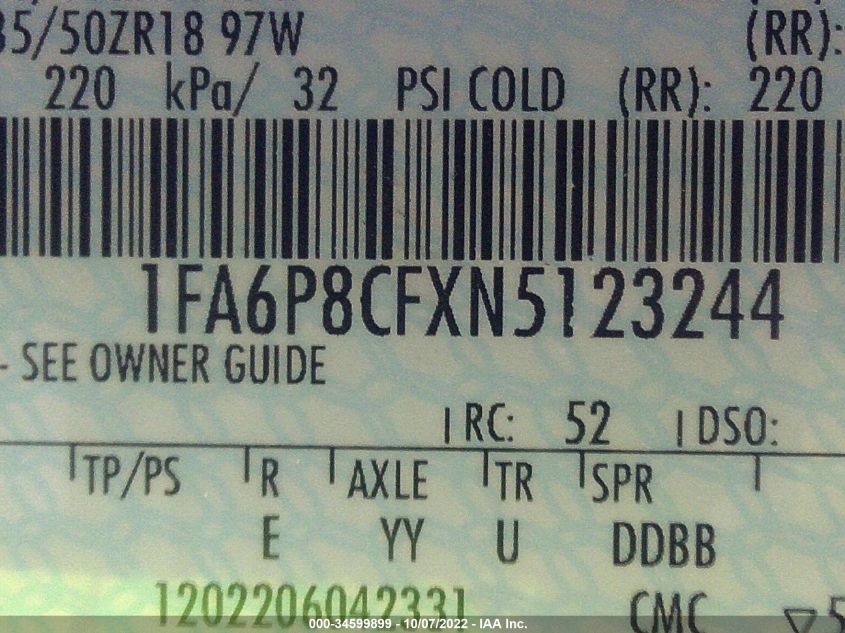 35/50ZR18 97W (RR):
220 kPa/ 32 PSI COLD (RR): 220
1FA6P8CFXN5123244
- SEE OWNER GUIDE
RC: 52 DSO:
TP/PS R AXLE TR SPR
E YY U DDBB
1202206042331 CMC ▽5
000-34599899 - 10/07/2022 - IAA Inc.